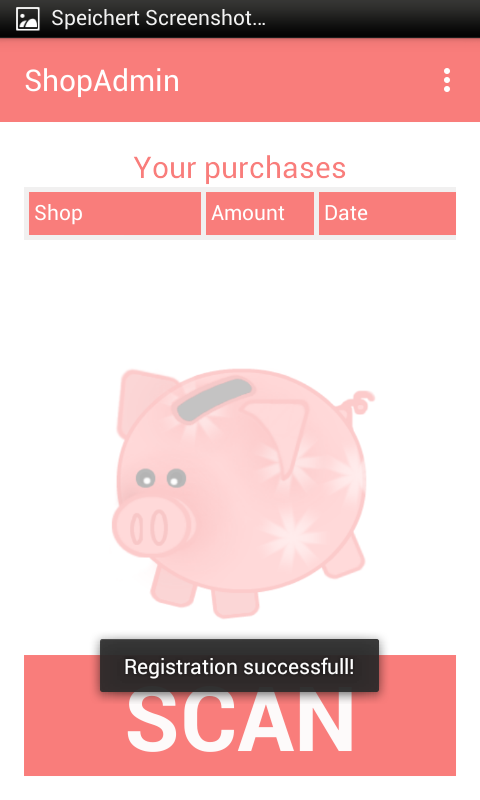 Speichert Screenshot...
ShopAdmin
Your purchases
Shop Amount Date
Registration successfull!
SCAN